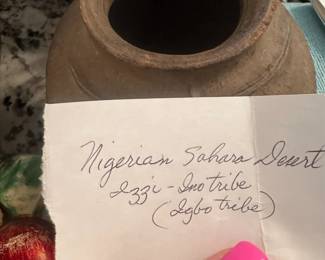 Nigerian Sahara Desert
Izzi - Ino tribe
(Igbo tribe)